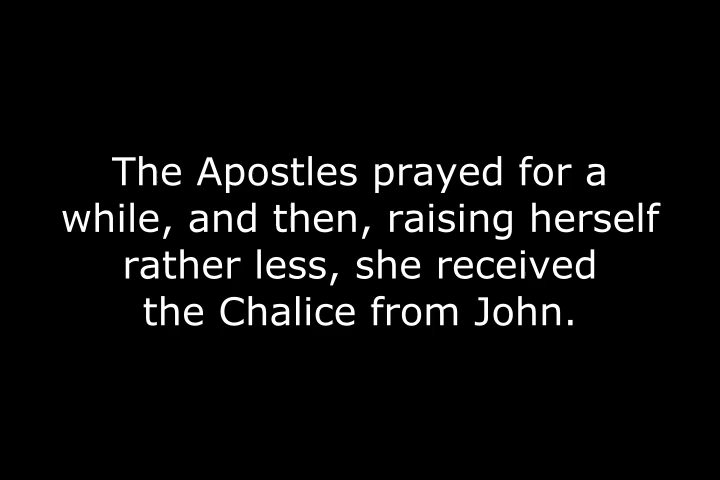 The Apostles prayed for a
while, and then, raising herself
rather less, she received
the Chalice from John.